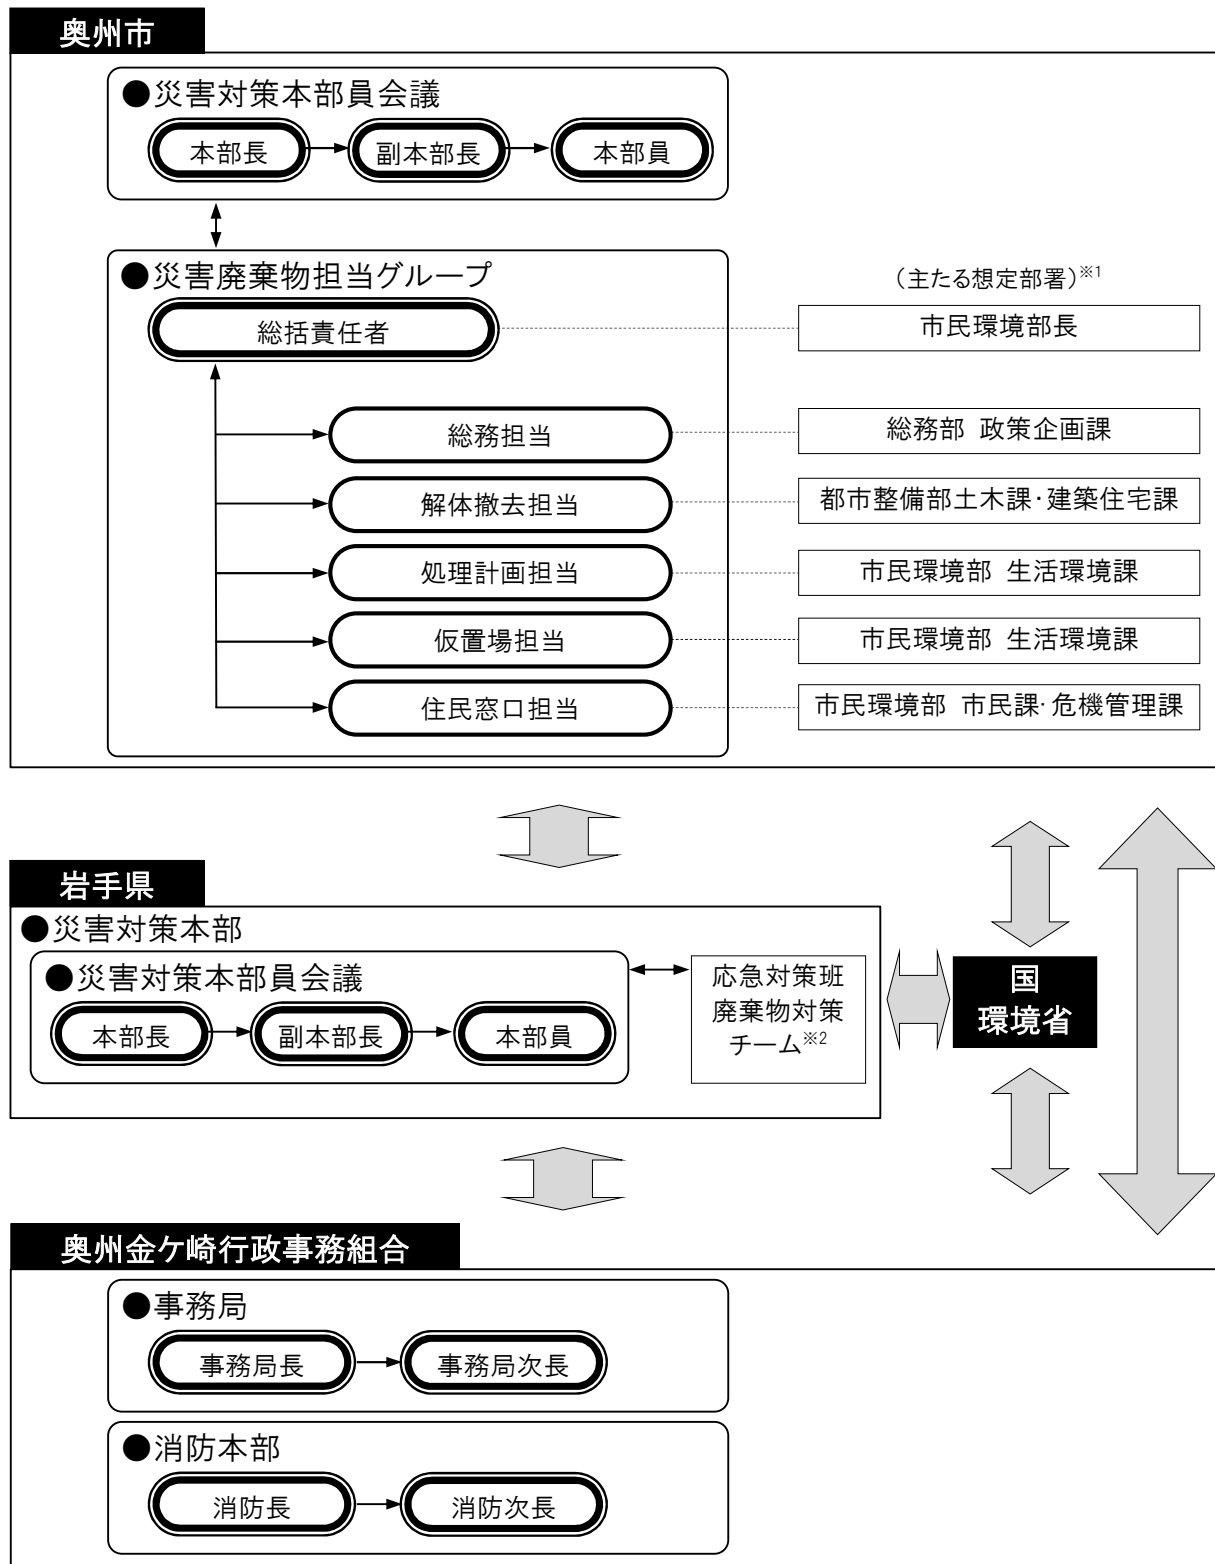 奥州市
●災害対策本部員会議
本部長
副本部長
本部員
●災害廃棄物担当グループ
(主たる想定部署)※1
総括責任者
市民環境部長
総務担当
総務部 政策企画課
解体撤去担当
都市整備部土木課・建築住宅課
処理計画担当
市民環境部 生活環境課
仮置場担当
市民環境部 生活環境課
住民窓口担当
市民環境部 市民課・危機管理課
岩手県
●災害対策本部
●災害対策本部員会議
本部長
副本部長
本部員
応急対策班
廃棄物対策
チーム※2
国
環境省
奥州金ケ崎行政事務組合
●事務局
事務局長
事務局次長
●消防本部
消防長
消防次長